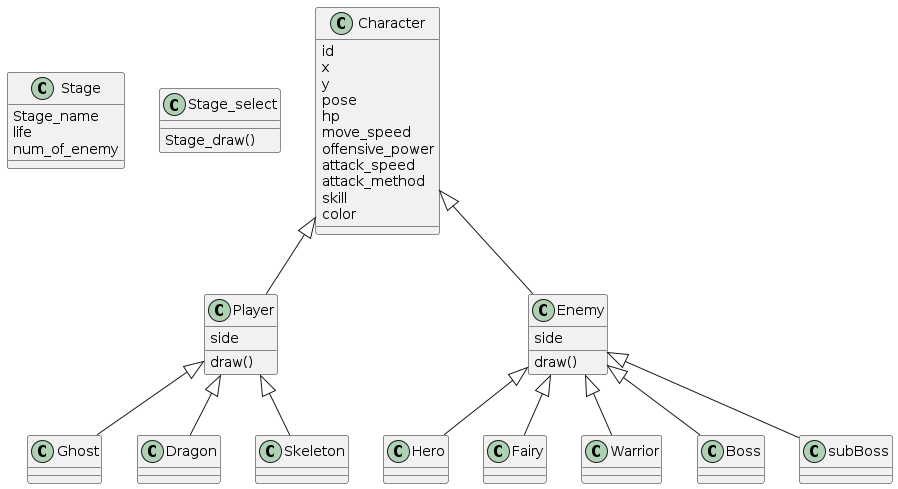 C Character
id
x
y
pose
hp
move_speed
offensive_power
attack_speed
attack_method
skill
color
C Stage
Stage_name
life
num_of_enemy
C Stage_select
Stage_draw()
C Player
side
draw()
C Enemy
side
draw()
C Ghost
C Dragon
C Skeleton
C Hero
C Fairy
C Warrior
C Boss
C subBoss